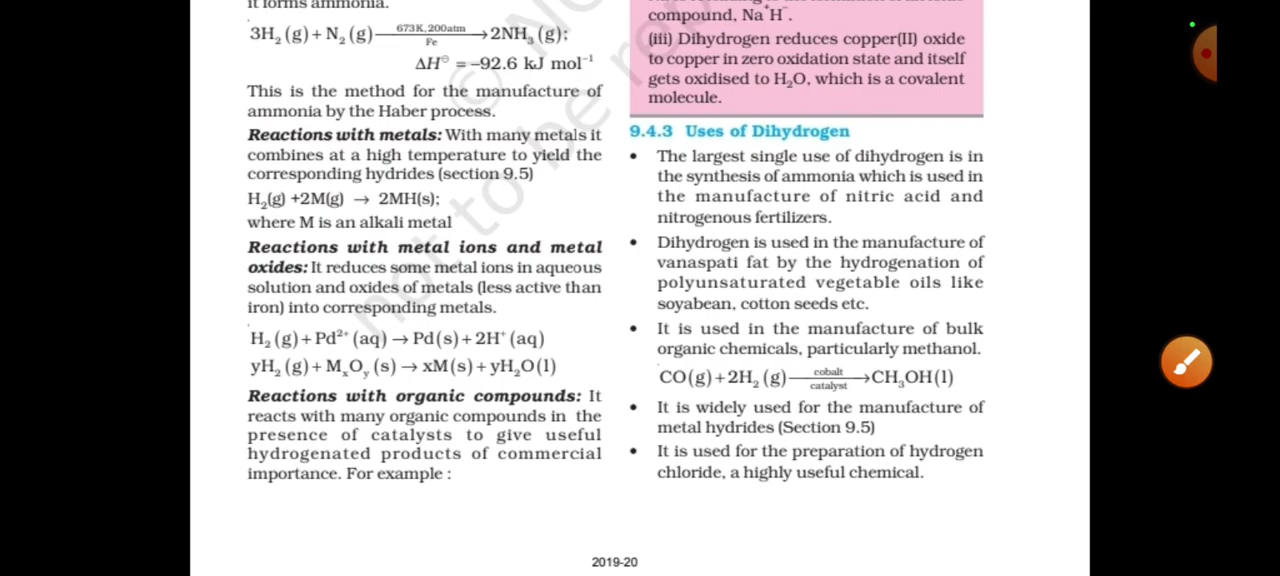 it forms ammonia.
3H₂(g) + N₂(g) —673K,200atm / Fe→ 2NH₃(g);
ΔH⊖ = –92.6 kJ mol⁻¹
This is the method for the manufacture of
ammonia by the Haber process.
Reactions with metals: With many metals it
combines at a high temperature to yield the
corresponding hydrides (section 9.5)
H₂(g) +2M(g) → 2MH(s);
where M is an alkali metal
Reactions with metal ions and metal
oxides: It reduces some metal ions in aqueous
solution and oxides of metals (less active than
iron) into corresponding metals.
H₂(g) + Pd²⁺(aq) → Pd(s) + 2H⁺(aq)
yH₂(g) + MₓOᵧ(s) → xM(s) + yH₂O(l)
Reactions with organic compounds: It
reacts with many organic compounds in the
presence of catalysts to give useful
hydrogenated products of commercial
importance. For example :
compound, Na⁺H⁻.
(iii) Dihydrogen reduces copper(II) oxide
to copper in zero oxidation state and itself
gets oxidised to H₂O, which is a covalent
molecule.
9.4.3 Uses of Dihydrogen
• The largest single use of dihydrogen is in
the synthesis of ammonia which is used in
the manufacture of nitric acid and
nitrogenous fertilizers.
• Dihydrogen is used in the manufacture of
vanaspati fat by the hydrogenation of
polyunsaturated vegetable oils like
soyabean, cotton seeds etc.
• It is used in the manufacture of bulk
organic chemicals, particularly methanol.
CO(g) + 2H₂(g) —cobalt / catalyst→ CH₃OH(l)
• It is widely used for the manufacture of
metal hydrides (Section 9.5)
• It is used for the preparation of hydrogen
chloride, a highly useful chemical.
not to be re
©
2019-20